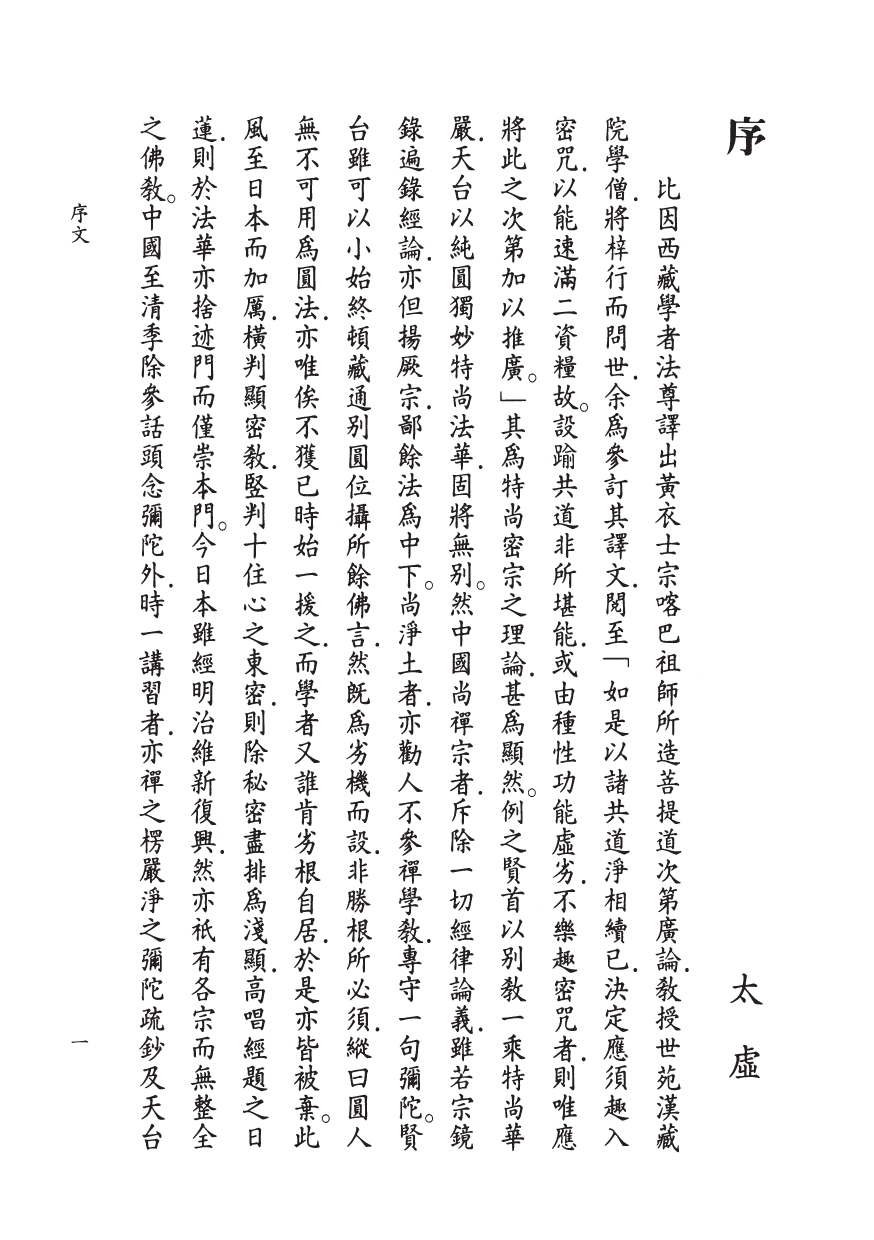 序
太虛
比因西藏學者法尊譯出黃衣士宗喀巴祖師所造菩提道次第廣論．教授世苑漢藏
院學僧．將梓行而問世．余為參訂其譯文．閱至「如是以諸共道淨相續已．決定應須趣入
密咒．以能速滿二資糧故。設踰共道非所堪能．或由種性功能虛劣．不樂趣密咒者．則唯應
將此之次第加以推廣。」其為特尚密宗之理論．甚為顯然。例之賢首以別教一乘特尚華
嚴．天台以純圓獨妙特尚法華．固將無別。然中國尚禪宗者．斥除一切經律論義．雖若宗鏡
錄遍錄經論．亦但揚厥宗．鄙餘法為中下。尚淨土者．亦勸人不參禪學教．專守一句彌陀。賢
台雖可以小始終頓藏通別圓位攝所餘佛言．然既為劣機而設．非勝根所必須．縱曰圓人
無不可用為圓法．亦唯俟不獲已時始一援之．而學者又誰肯劣根自居．於是亦皆被棄。此
風至日本而加厲．橫判顯密教．竪判十住心之東密．則除秘密盡排為淺顯．高唱經題之日
蓮．則於法華亦捨迹門而僅崇本門。今日本雖經明治維新復興．然亦祇有各宗而無整全
之佛教。中國至清季除參話頭念彌陀外．時一講習者．亦禪之楞嚴淨之彌陀疏鈔及天台
序文
一